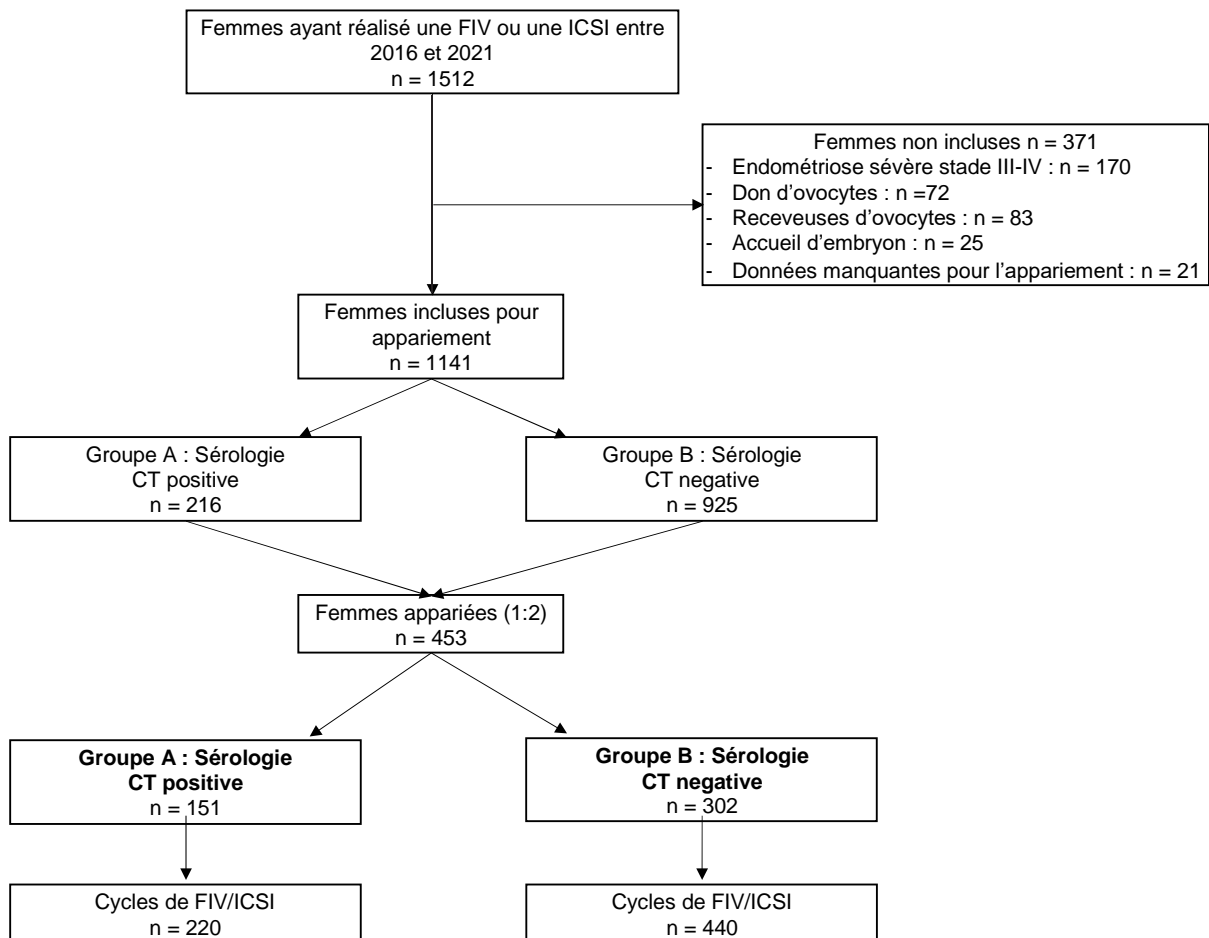 Femmes ayant réalisé une FIV ou une ICSI entre
2016 et 2021
n = 1512
Femmes non incluses n = 371
- Endométriose sévère stade III-IV : n = 170
- Don d'ovocytes : n =72
- Receveuses d'ovocytes : n = 83
- Accueil d'embryon : n = 25
- Données manquantes pour l'appariement : n = 21
Femmes incluses pour
appariement
n = 1141
Groupe A : Sérologie
CT positive
n = 216
Groupe B : Sérologie
CT negative
n = 925
Femmes appariées (1:2)
n = 453
Groupe A : Sérologie
CT positive
n = 151
Groupe B : Sérologie
CT negative
n = 302
Cycles de FIV/ICSI
n = 220
Cycles de FIV/ICSI
n = 440